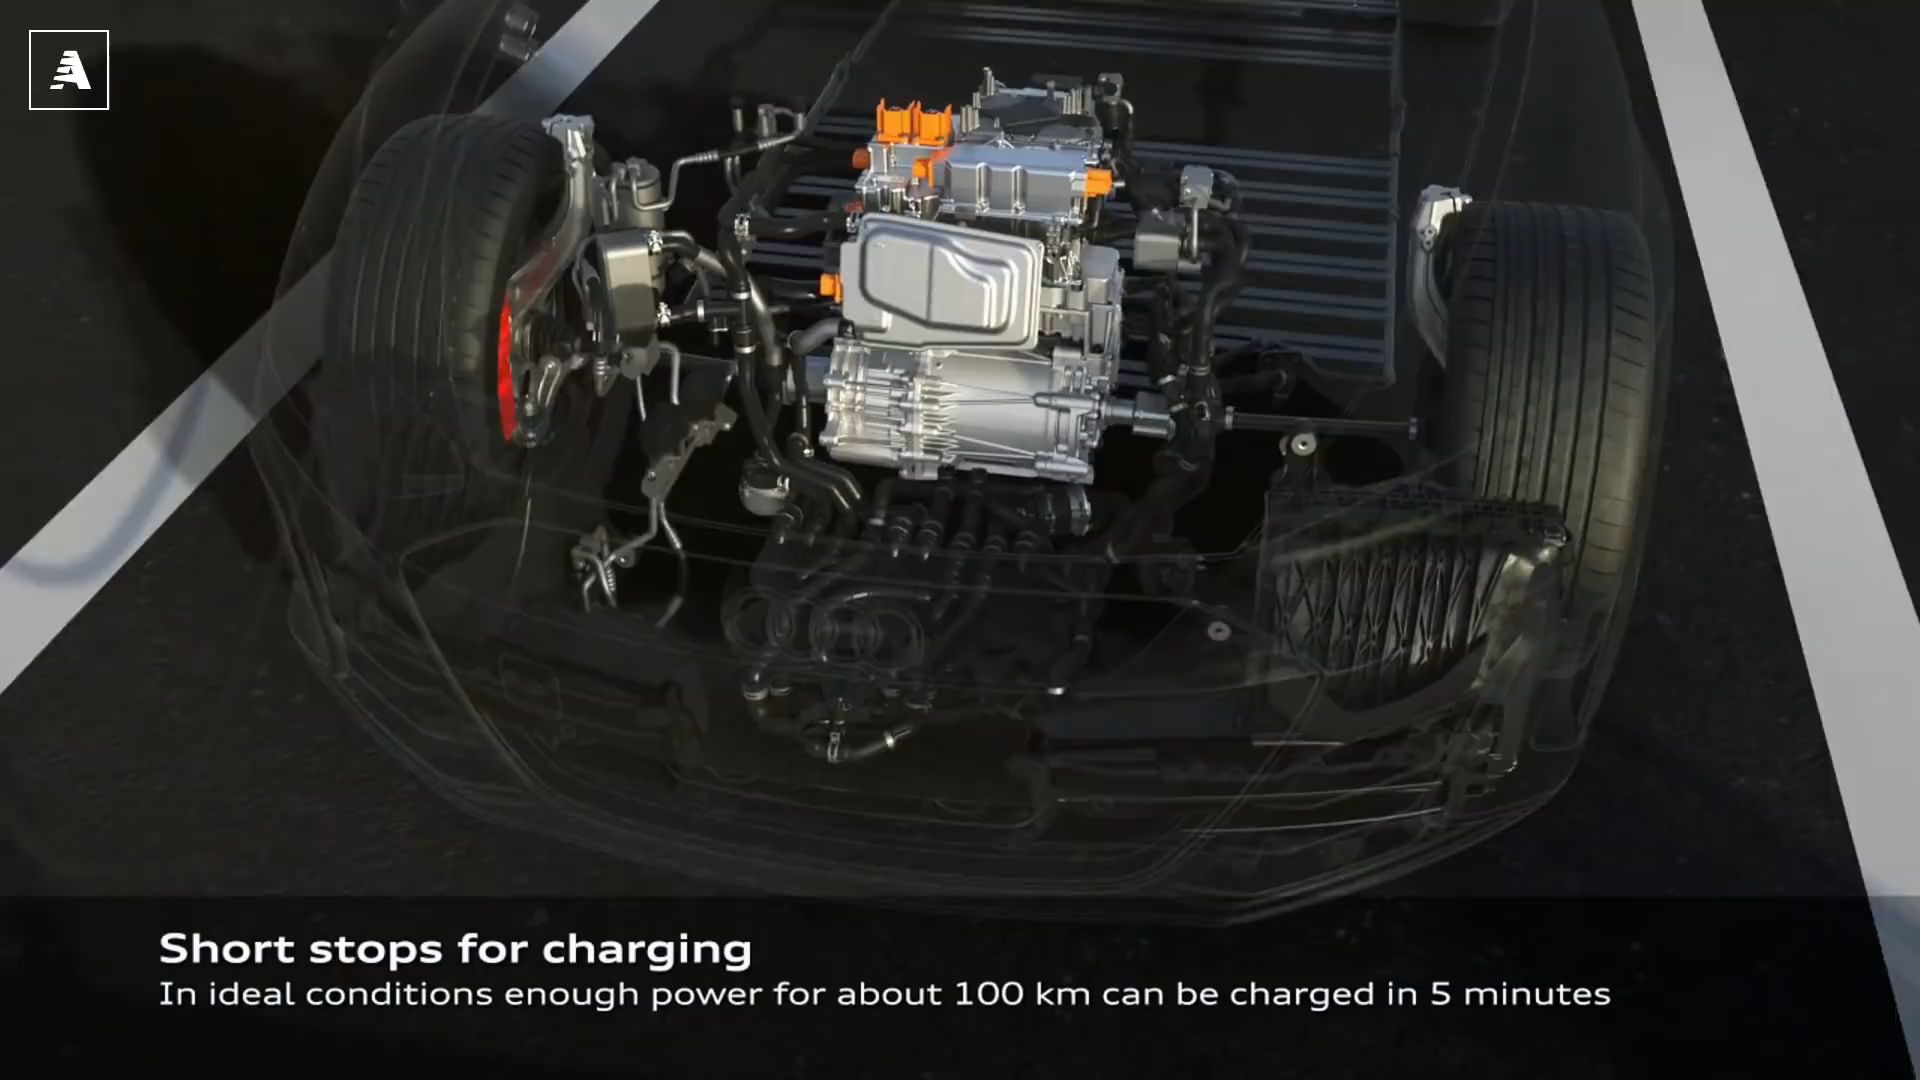 A
Short stops for charging
In ideal conditions enough power for about 100 km can be charged in 5 minutes